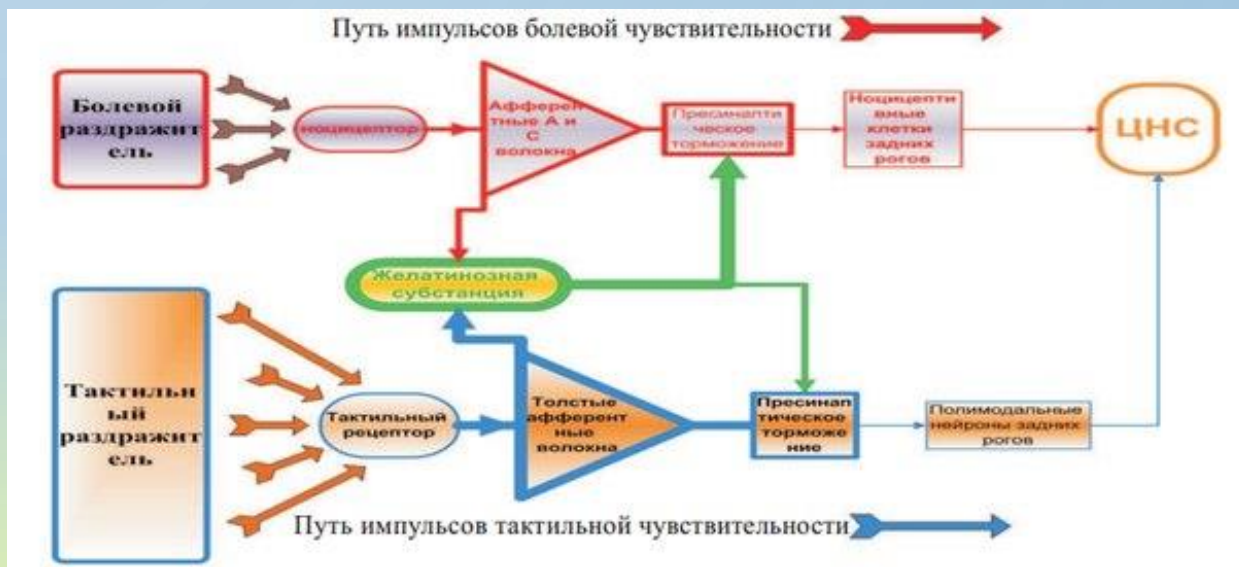 Путь импульсов болевой чувствительности
Болевой
раздражит
ель
ноцицептор
Афферен
тные А и
С
волокна
Пресинапти
ческое
торможение
Ноцицепти
вные клетки
задних
рогов
ЦНС
Желатинозная
субстанция
Тактильн
ый
раздражит
ель
Тактильный
рецептор
Толстые
афферент
ные
волокна
Пресинап
тическое
торможе
ние
Полимодальные
нейроны задних
рогов
Путь импульсов тактильной чувствительности